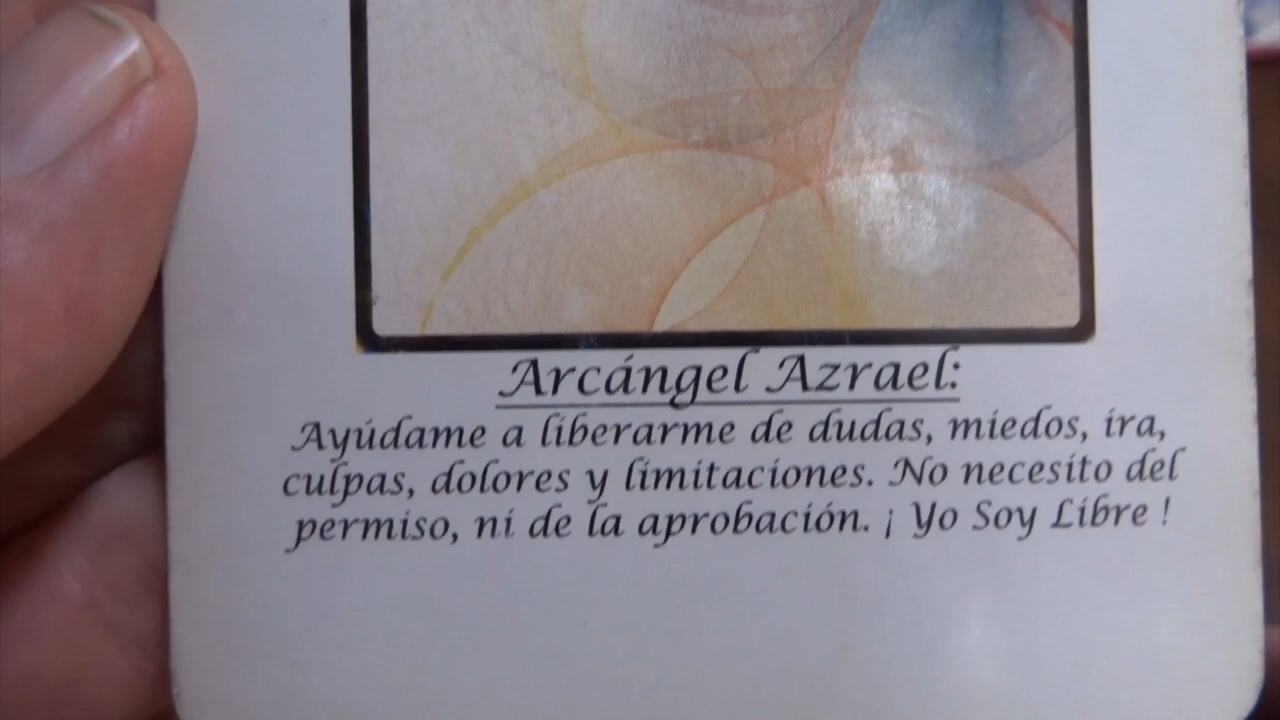 Arcángel Azrael:
Ayúdame a liberarme de dudas, miedos, ira,
culpas, dolores y limitaciones. No necesito del
permiso, ni de la aprobación. ¡ Yo Soy Libre !